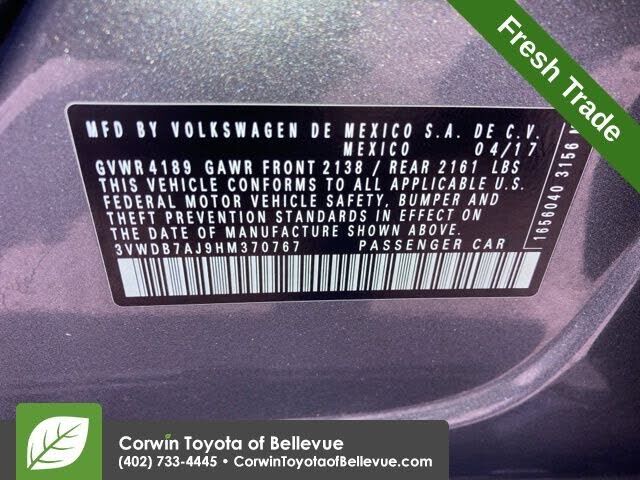 Fresh Trade
MFD BY VOLKSWAGEN DE MEXICO S.A. DE C.V.
MEXICO 04/17
GVWR 4189 GAWR FRONT 2138 / REAR 2161 LBS
THIS VEHICLE CONFORMS TO ALL APPLICABLE U.S.
FEDERAL MOTOR VEHICLE SAFETY, BUMPER AND
THEFT PREVENTION STANDARDS IN EFFECT ON
THE DATE OF MANUFACTURE SHOWN ABOVE.
3VWDB7AJ9HM370767 PASSENGER CAR
1656040 3156
Corwin Toyota of Bellevue
(402) 733-4445 • CorwinToyotaofBellevue.com